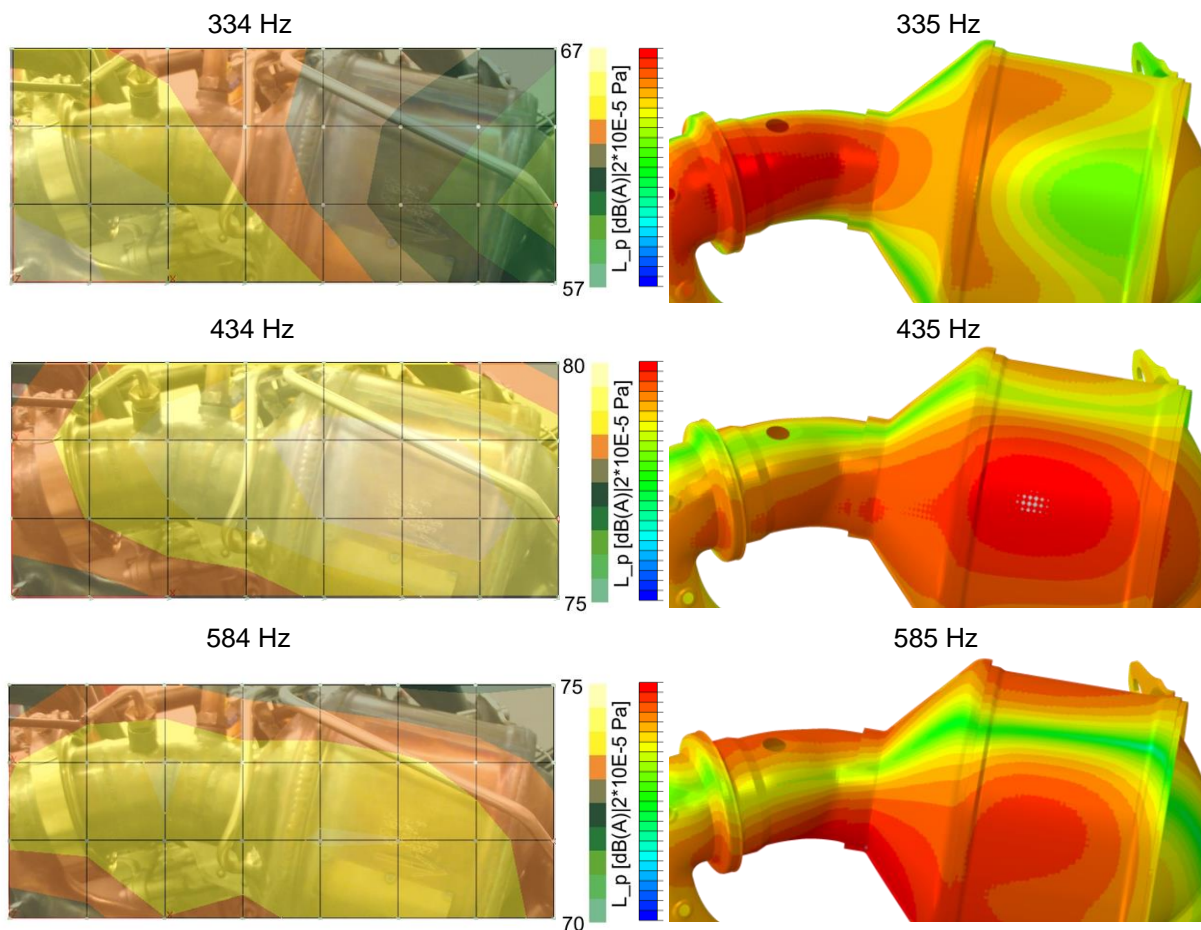 334 Hz
335 Hz
67
L_p [dB(A)|2*10E-5 Pa]
57
434 Hz
435 Hz
80
L_p [dB(A)|2*10E-5 Pa]
75
584 Hz
585 Hz
75
L_p [dB(A)|2*10E-5 Pa]
70